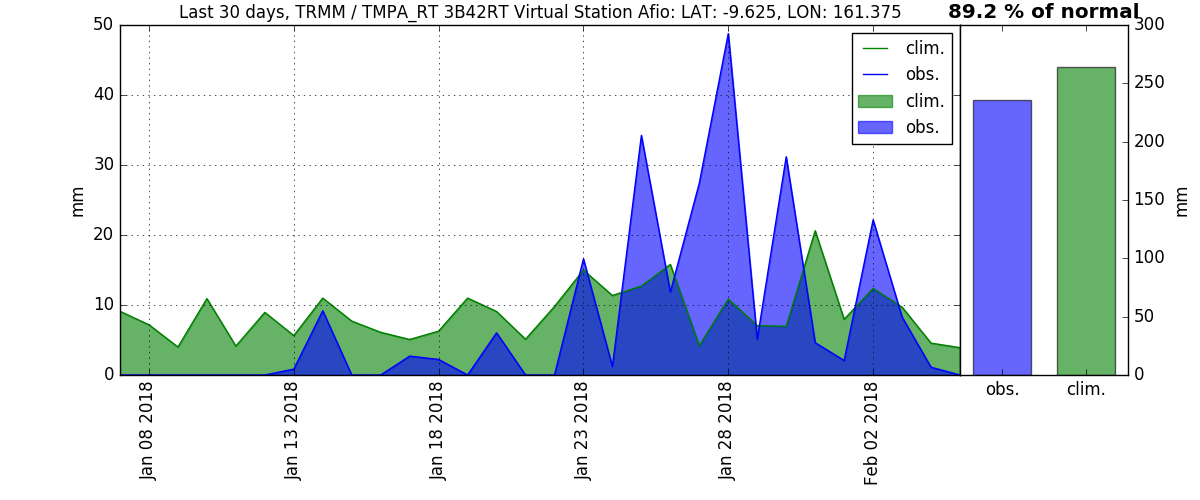 Last 30 days, TRMM / TMPA_RT 3B42RT Virtual Station Afio: LAT: -9.625, LON: 161.375
89.2 % of normal
50
40
30
20
10
0
mm
clim.
obs.
clim.
obs.
Jan 08 2018
Jan 13 2018
Jan 18 2018
Jan 23 2018
Jan 28 2018
Feb 02 2018
300
250
200
150
100
50
0
mm
obs.
clim.